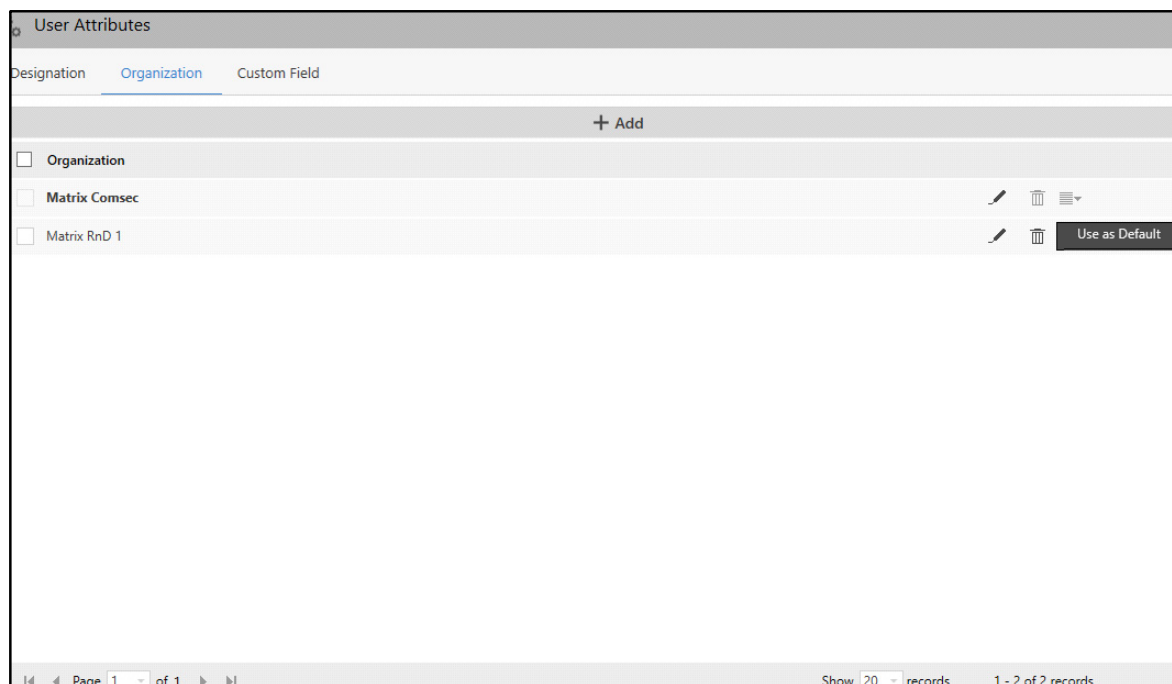 User Attributes
Designation Organization Custom Field
+ Add
Organization
Matrix Comsec
Matrix RnD 1 Use as Default
Page 1 of 1 Show 20 records 1 - 2 of 2 records